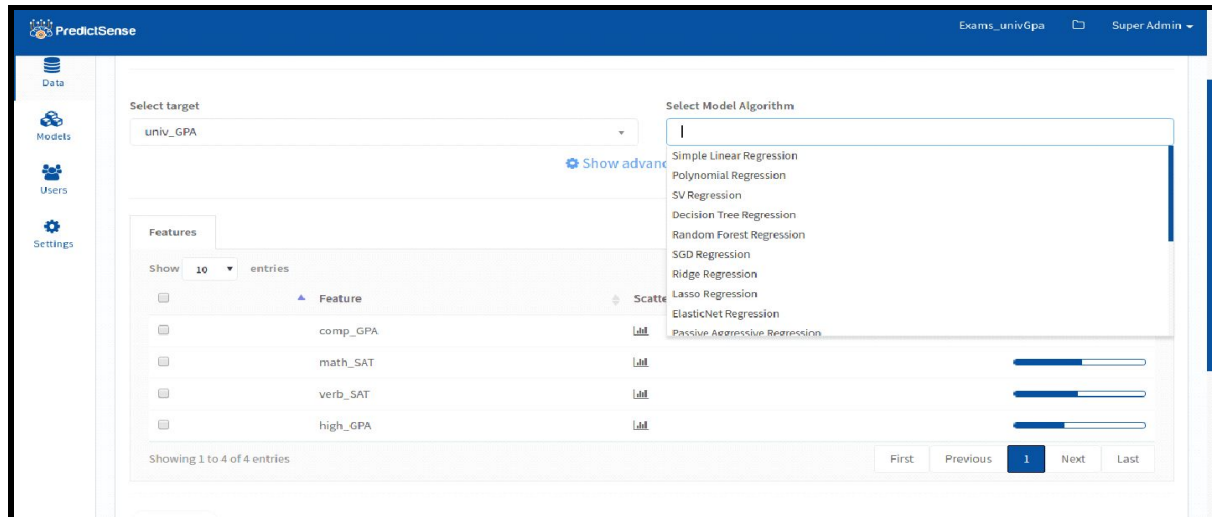 PredictSense
Exams_univGpa
Super Admin
Data
Models
Users
Settings
Select target
univ_GPA
Select Model Algorithm
Show advanc
Simple Linear Regression
Polynomial Regression
SV Regression
Decision Tree Regression
Random Forest Regression
SGD Regression
Ridge Regression
Lasso Regression
ElasticNet Regression
Passive Aggressive Regression
Features
Show 10 entries
Feature
Scatte
comp_GPA
math_SAT
verb_SAT
high_GPA
Showing 1 to 4 of 4 entries
First Previous 1 Next Last